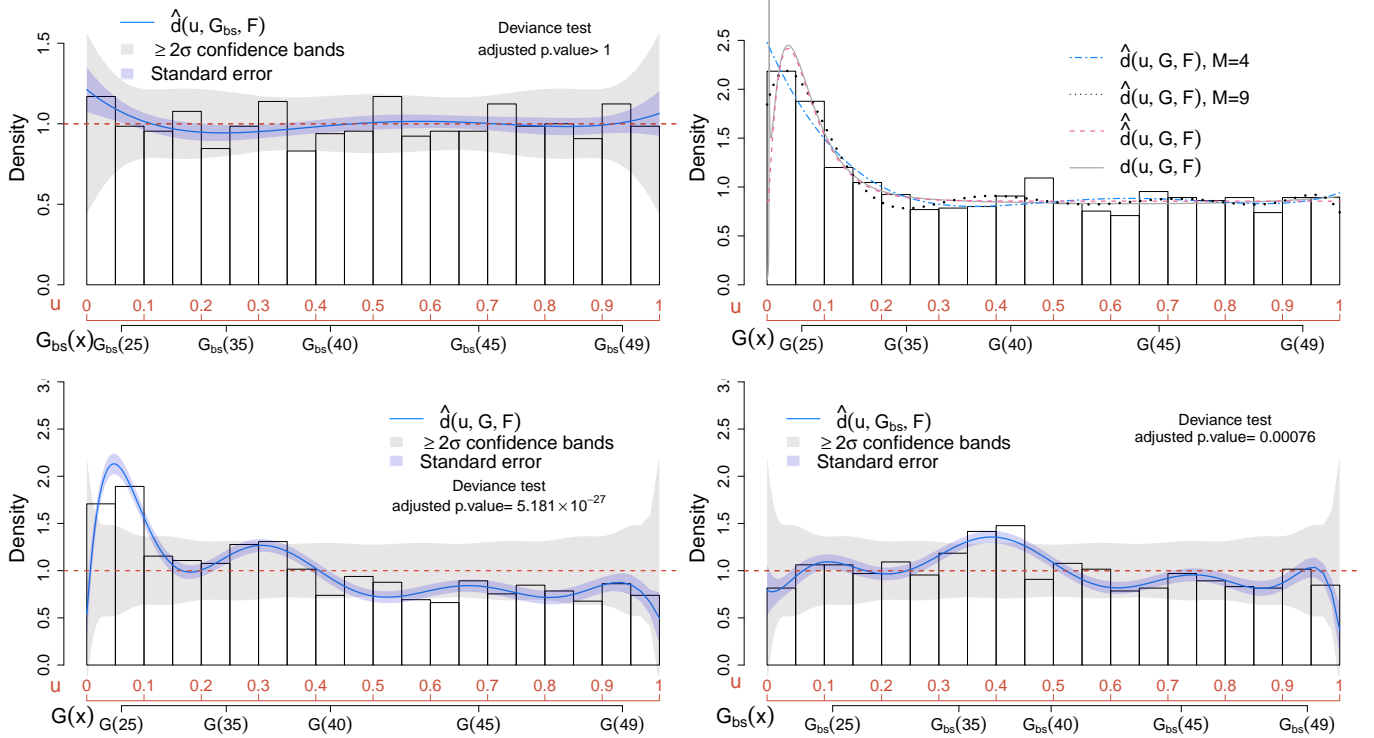 d̂(u, G_bs, F)
≥ 2σ confidence bands
Standard error
Deviance test
adjusted p.value> 1
Density
0.0 0.5 1.0 1.5
u 0 0.1 0.2 0.3 0.4 0.5 0.6 0.7 0.8 0.9 1
G_bs(x) G_bs(25) G_bs(35) G_bs(40) G_bs(45) G_bs(49)
d̂(u, G, F), M=4
d̂(u, G, F), M=9
d̂(u, G, F)
d(u, G, F)
Density
0.0 0.5 1.0 1.5 2.0 2.5
u 0 0.1 0.2 0.3 0.4 0.5 0.6 0.7 0.8 0.9 1
G(x) G(25) G(35) G(40) G(45) G(49)
d̂(u, G, F)
≥ 2σ confidence bands
Standard error
Deviance test
adjusted p.value= 5.181×10⁻²⁷
Density
0.0 0.5 1.0 1.5 2.0 2.5
u 0 0.1 0.2 0.3 0.4 0.5 0.6 0.7 0.8 0.9 1
G(x) G(25) G(35) G(40) G(45) G(49)
d̂(u, G_bs, F)
≥ 2σ confidence bands
Standard error
Deviance test
adjusted p.value= 0.00076
Density
0.0 0.5 1.0 1.5 2.0 2.5
u 0 0.1 0.2 0.3 0.4 0.5 0.6 0.7 0.8 0.9 1
G_bs(x) G_bs(25) G_bs(35) G_bs(40) G_bs(45) G_bs(49)